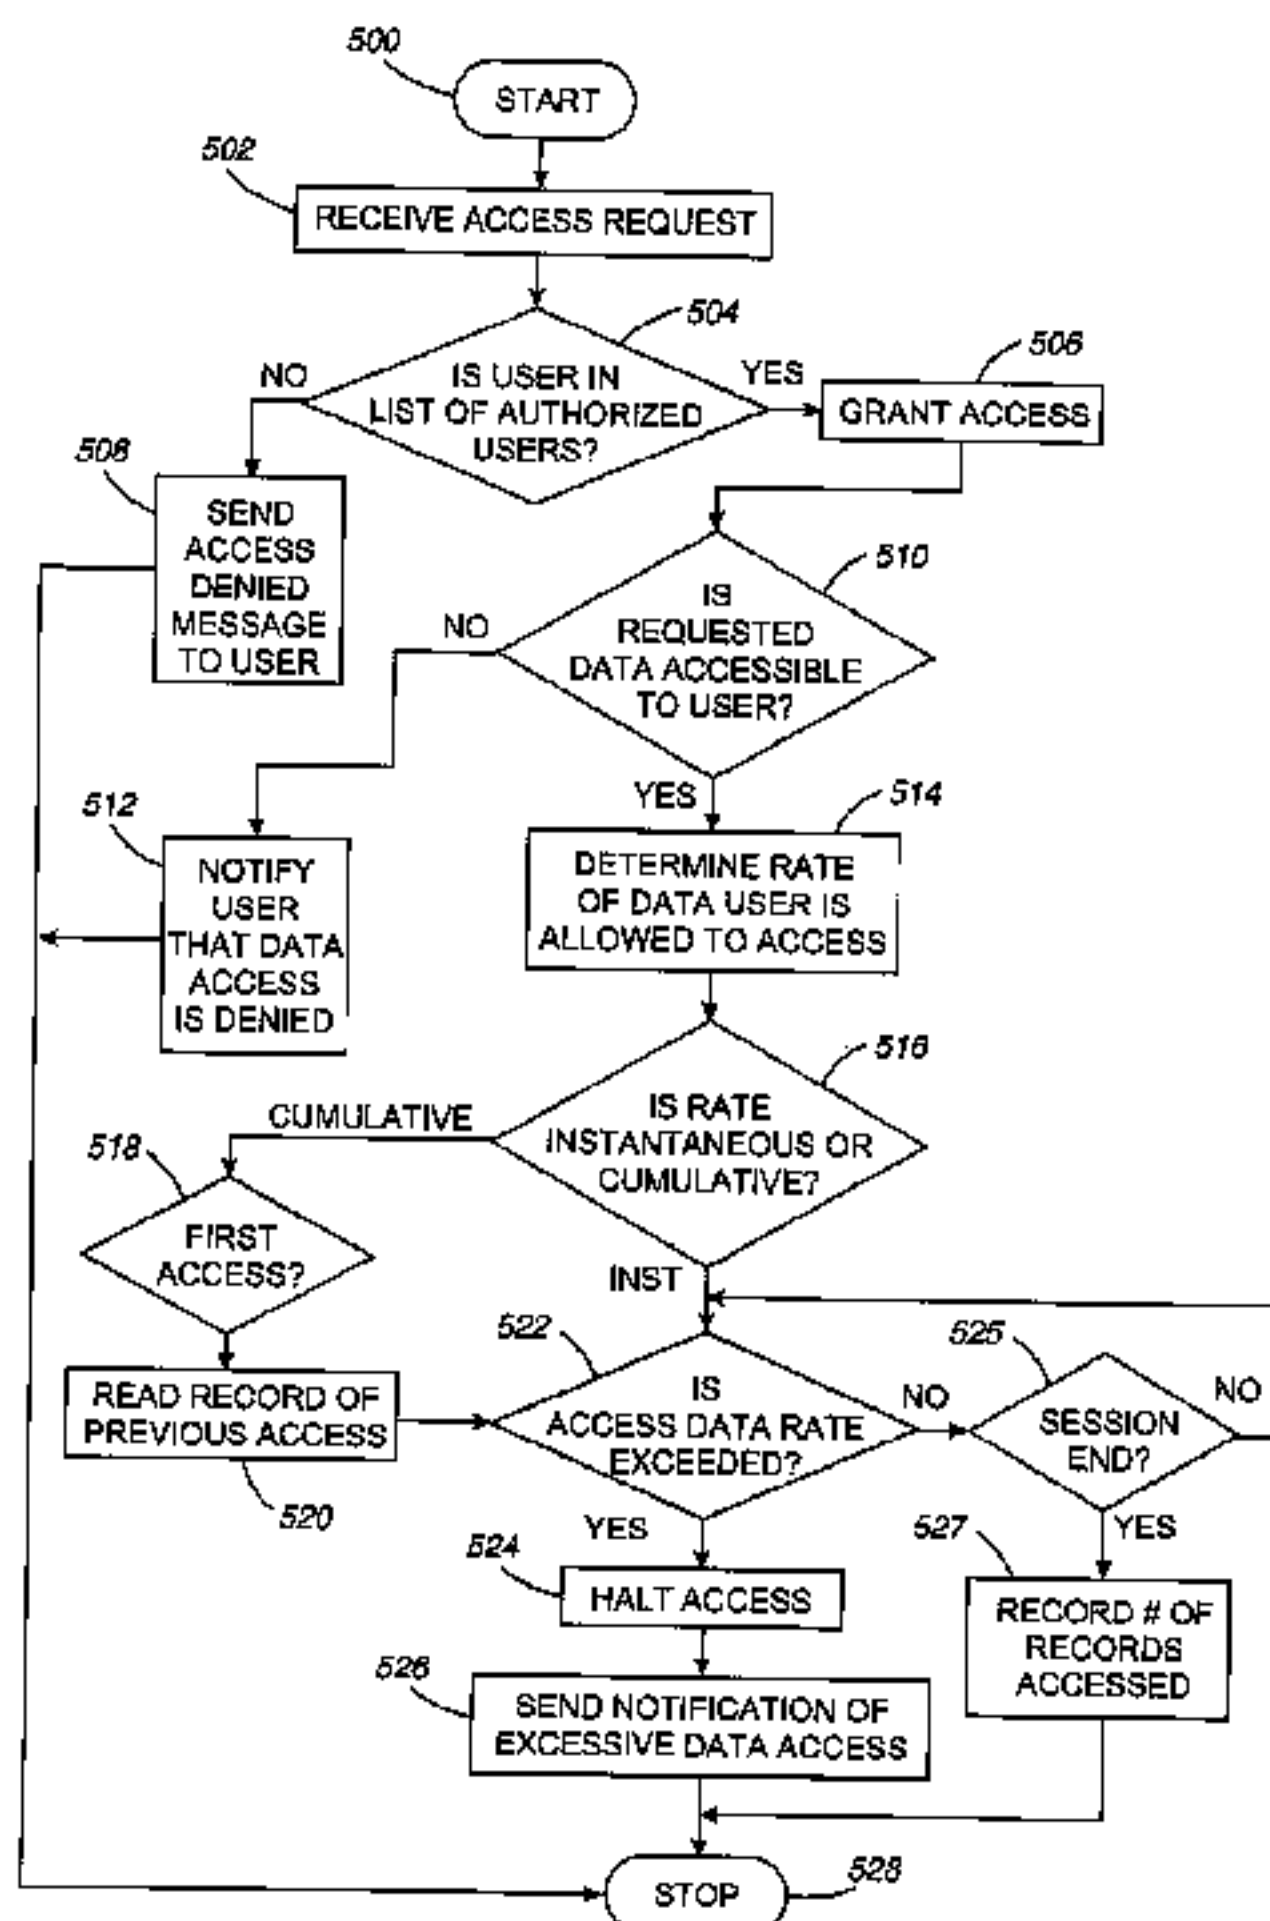 500
START
502
RECEIVE ACCESS REQUEST
504
NO
IS USER IN
LIST OF AUTHORIZED
USERS?
YES
506
GRANT ACCESS
508
SEND
ACCESS
DENIED
MESSAGE
TO USER
510
NO
IS
REQUESTED
DATA ACCESSIBLE
TO USER?
YES
512
NOTIFY
USER
THAT DATA
ACCESS
IS DENIED
514
DETERMINE RATE
OF DATA USER IS
ALLOWED TO ACCESS
516
CUMULATIVE
IS RATE
INSTANTANEOUS OR
CUMULATIVE?
INST
518
FIRST
ACCESS?
READ RECORD OF
PREVIOUS ACCESS
520
522
IS
ACCESS DATA RATE
EXCEEDED?
NO
YES
525
SESSION
END?
NO
YES
524
HALT ACCESS
527
RECORD # OF
RECORDS
ACCESSED
526
SEND NOTIFICATION OF
EXCESSIVE DATA ACCESS
STOP
528